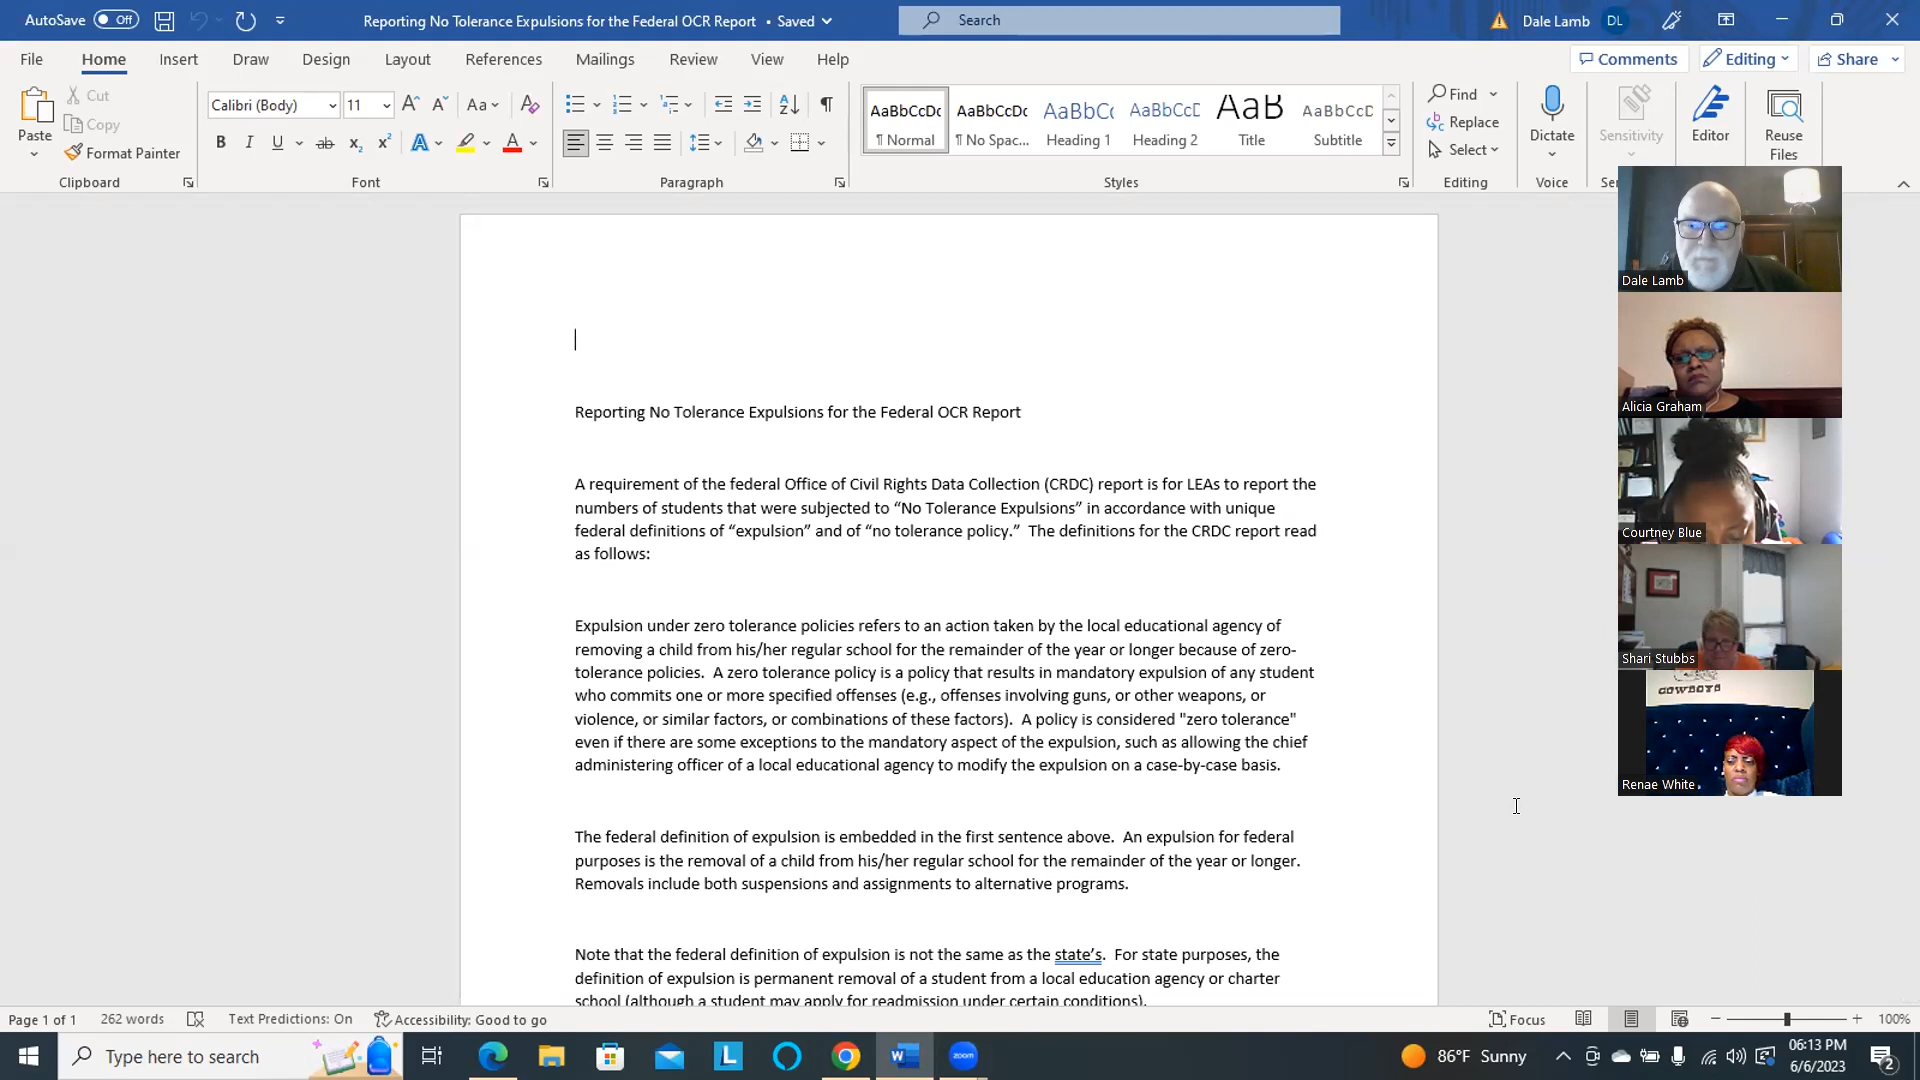 AutoSave Off
Reporting No Tolerance Expulsions for the Federal OCR Report • Saved
Search
Dale Lamb DL
File Home Insert Draw Design Layout References Mailings Review View Help
Comments Editing Share
Paste
Cut
Copy
Format Painter
Clipboard
Calibri (Body) 11
Font
Paragraph
AaBbCcDc AaBbCcDc AaBbCc AaBbCcD AaB AaBbCcD
¶ Normal ¶ No Spac... Heading 1 Heading 2 Title Subtitle
Styles
Find
Replace
Select
Editing
Dictate
Voice
Sensitivity
Editor
Reuse
Files
Dale Lamb
Alicia Graham
Courtney Blue
Shari Stubbs
COWBOYS
Renae White
Reporting No Tolerance Expulsions for the Federal OCR Report
A requirement of the federal Office of Civil Rights Data Collection (CRDC) report is for LEAs to report the
numbers of students that were subjected to “No Tolerance Expulsions” in accordance with unique
federal definitions of “expulsion” and of “no tolerance policy.” The definitions for the CRDC report read
as follows:
Expulsion under zero tolerance policies refers to an action taken by the local educational agency of
removing a child from his/her regular school for the remainder of the year or longer because of zero-
tolerance policies. A zero tolerance policy is a policy that results in mandatory expulsion of any student
who commits one or more specified offenses (e.g., offenses involving guns, or other weapons, or
violence, or similar factors, or combinations of these factors). A policy is considered "zero tolerance"
even if there are some exceptions to the mandatory aspect of the expulsion, such as allowing the chief
administering officer of a local educational agency to modify the expulsion on a case-by-case basis.
The federal definition of expulsion is embedded in the first sentence above. An expulsion for federal
purposes is the removal of a child from his/her regular school for the remainder of the year or longer.
Removals include both suspensions and assignments to alternative programs.
Note that the federal definition of expulsion is not the same as the state’s. For state purposes, the
definition of expulsion is permanent removal of a student from a local education agency or charter
school (although a student may apply for readmission under certain conditions).
Page 1 of 1 262 words Text Predictions: On Accessibility: Good to go
Focus 100%
Type here to search
zoom
86°F Sunny
06:13 PM
6/6/2023
2